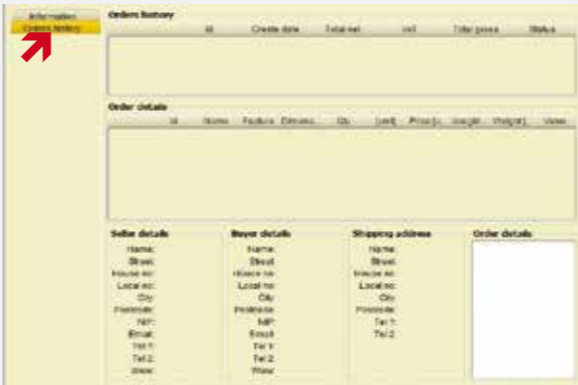 Information
Orders history
Orders history
Id Create date Total net VAT Total gross Status
Order details
Id Name Feature Dimens. Qty [unit] Weight Value
Seller details Buyer details Shipping address Order details
Name: Name: Name:
Street: Street: Street:
House no: House no: House no:
Local no: Local no: Local no:
City: City: City:
Postcode: Postcode: Postcode:
NIP: NIP: Tel 1:
Email: Email: Tel 2:
Tel 1: Tel 1:
Tel 2: Tel 2:
Www: Www: